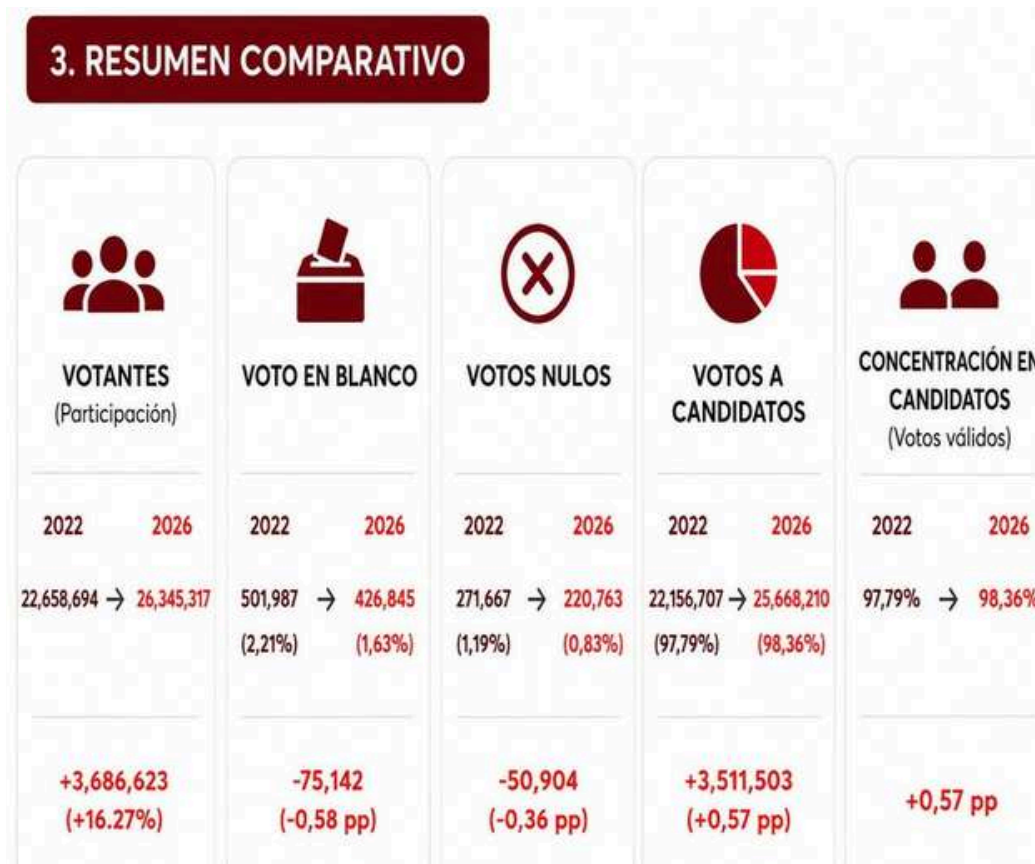 3. RESUMEN COMPARATIVO
VOTANTES
(Participación)
2022 2026
22,658,694 → 26,345,317
+3,686,623
(+16.27%)
VOTO EN BLANCO
2022 2026
501,987 → 426,845
(2,21%) (1,63%)
-75,142
(-0,58 pp)
VOTOS NULOS
2022 2026
271,667 → 220,763
(1,19%) (0,83%)
-50,904
(-0,36 pp)
VOTOS A
CANDIDATOS
2022 2026
22,156,707 → 25,668,210
(97,79%) (98,36%)
+3,511,503
(+0,57 pp)
CONCENTRACIÓN EN
CANDIDATOS
(Votos válidos)
2022 2026
97,79% → 98,36%
+0,57 pp